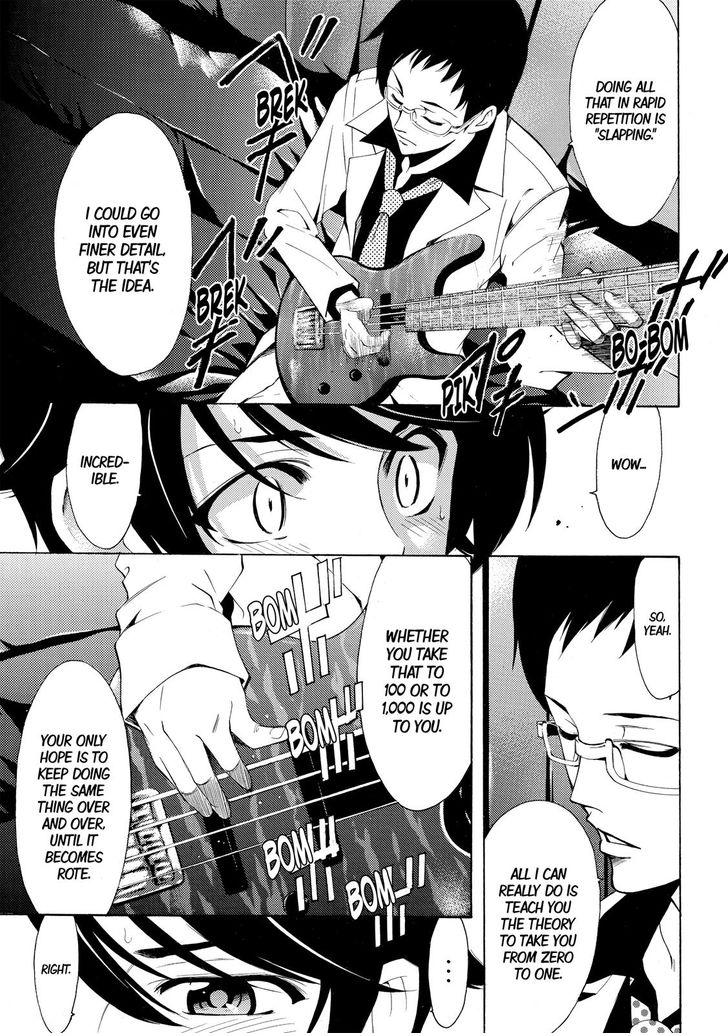 DOING ALL
THAT IN RAPID
REPETITION IS
"SLAPPING."
BREK
I COULD GO
INTO EVEN
FINER DETAIL,
BUT THAT'S
THE IDEA.
BREK
BO-BOM
PIK
WOW...
INCRED-
IBLE.
SO,
YEAH.
ALL I CAN
REALLY DO IS
TEACH YOU
THE THEORY
TO TAKE YOU
FROM ZERO
TO ONE.
WHETHER
YOU TAKE
THAT TO
100 OR TO
1,000 IS UP
TO YOU.
BOM
BOM
BOM
BOM
YOUR ONLY
HOPE IS TO
KEEP DOING
THE SAME
THING OVER
AND OVER,
UNTIL IT
BECOMES
ROTE.
...
RIGHT.